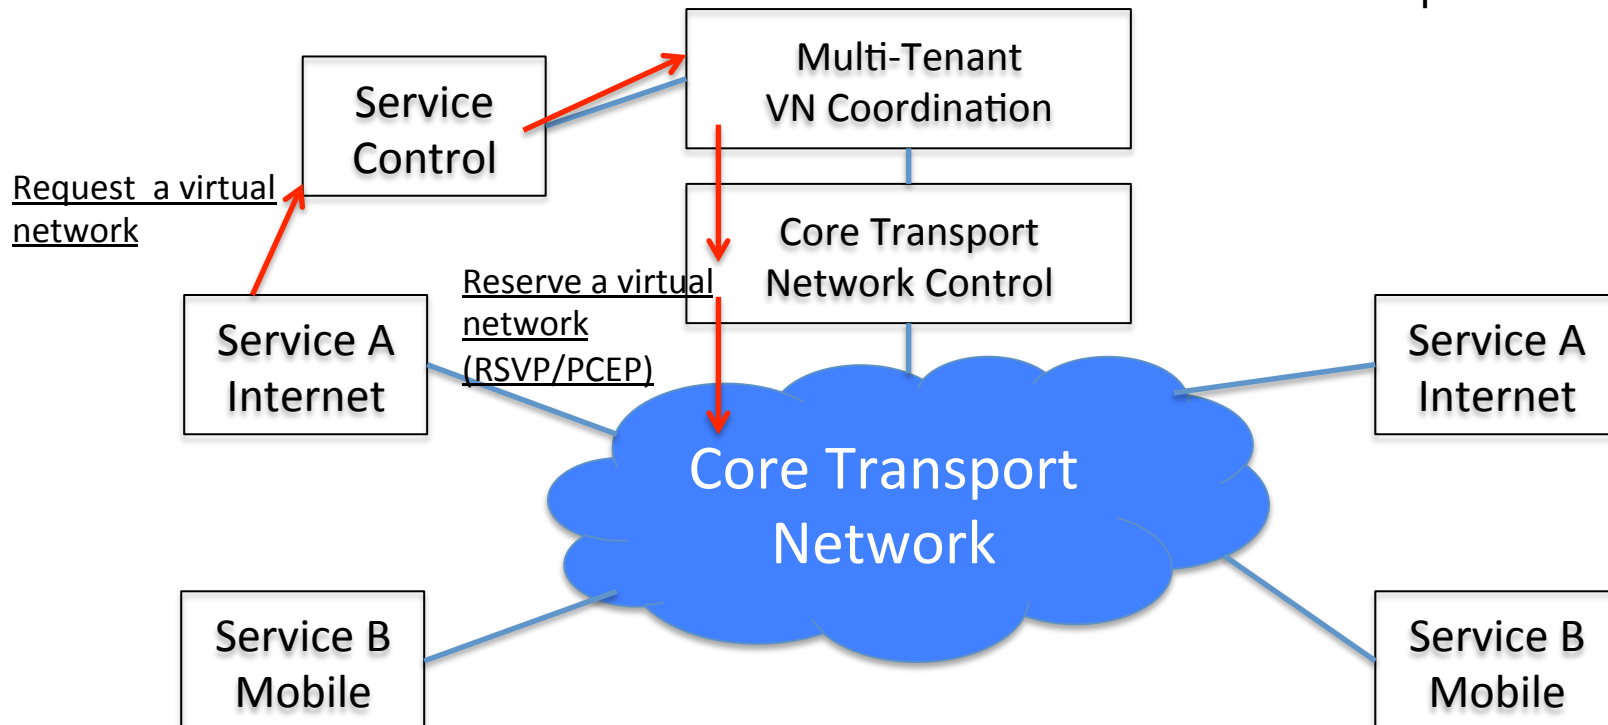 Multi-Tenant
VN Coordination
Service
Control
Request a virtual
network
Core Transport
Network Control
Reserve a virtual
network
(RSVP/PCEP)
Service A
Internet
Service A
Internet
Core Transport
Network
Service B
Mobile
Service B
Mobile